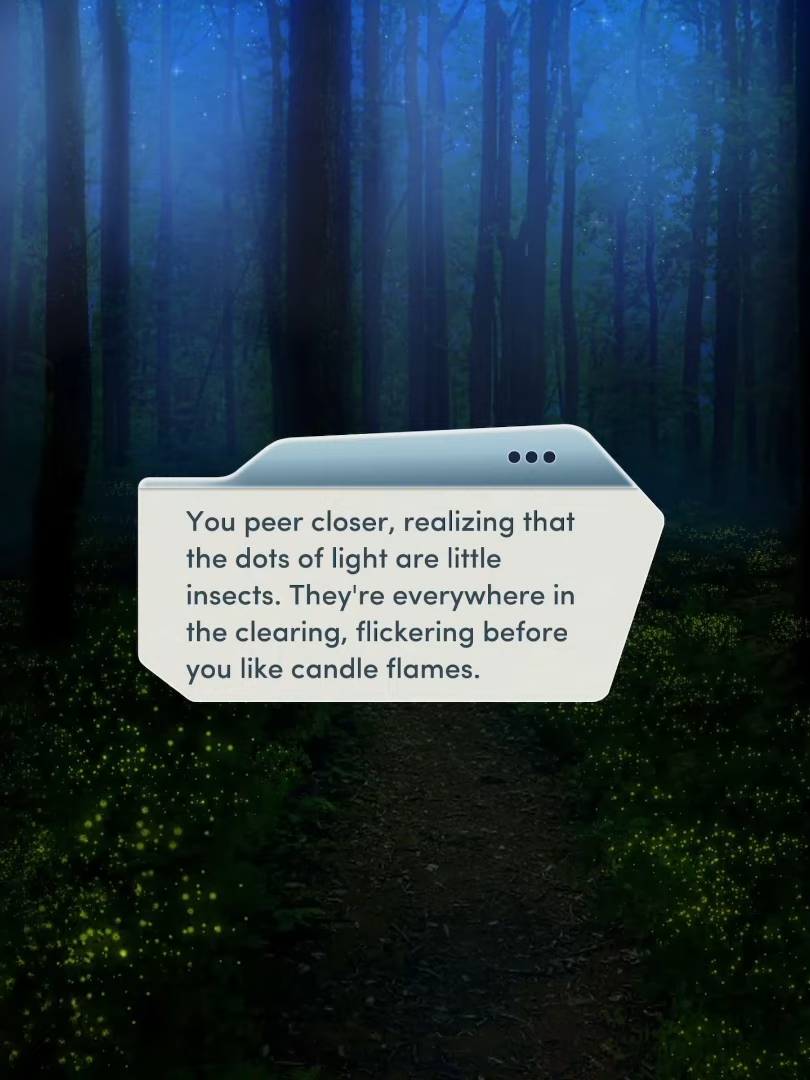 You peer closer, realizing that
the dots of light are little
insects. They're everywhere in
the clearing, flickering before
you like candle flames.